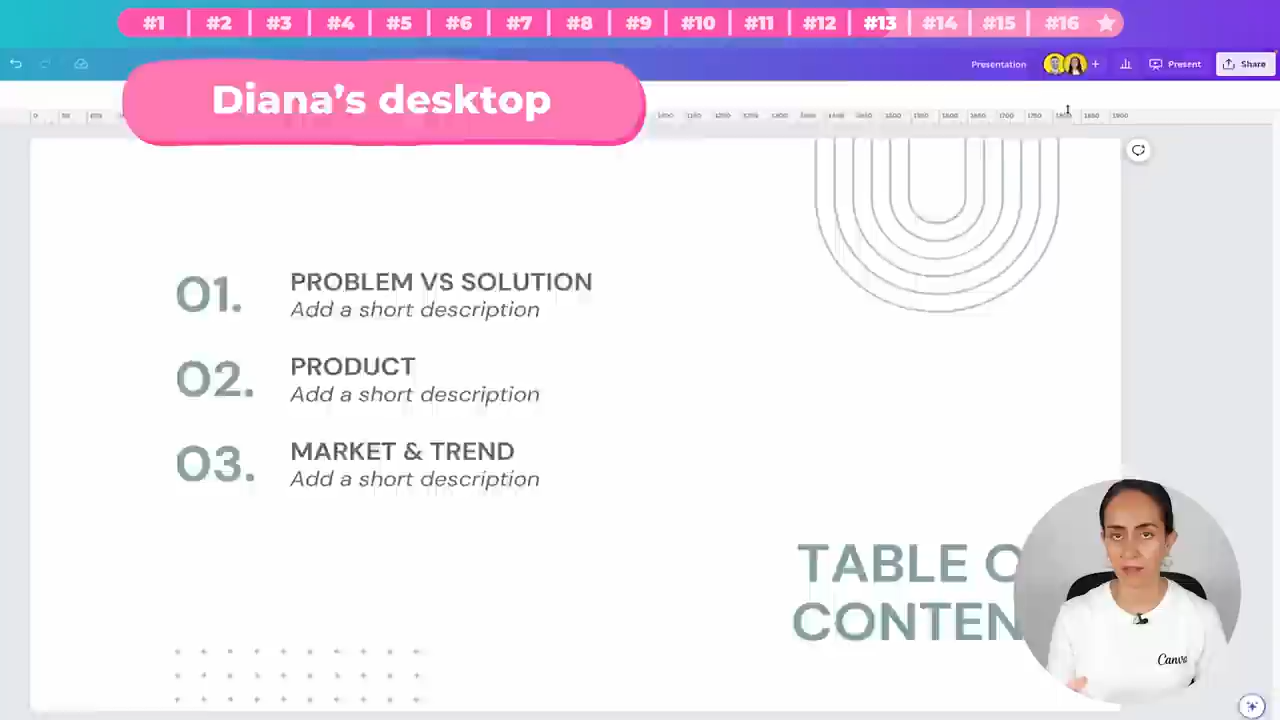 #1 #2 #3 #4 #5 #6 #7 #8 #9 #10 #11 #12 #13 #14 #15 #16
Presentation
Present
Share
Diana's desktop
01.
PROBLEM VS SOLUTION
Add a short description
02.
PRODUCT
Add a short description
03.
MARKET & TREND
Add a short description
TABLE O
CONTEN
Canva